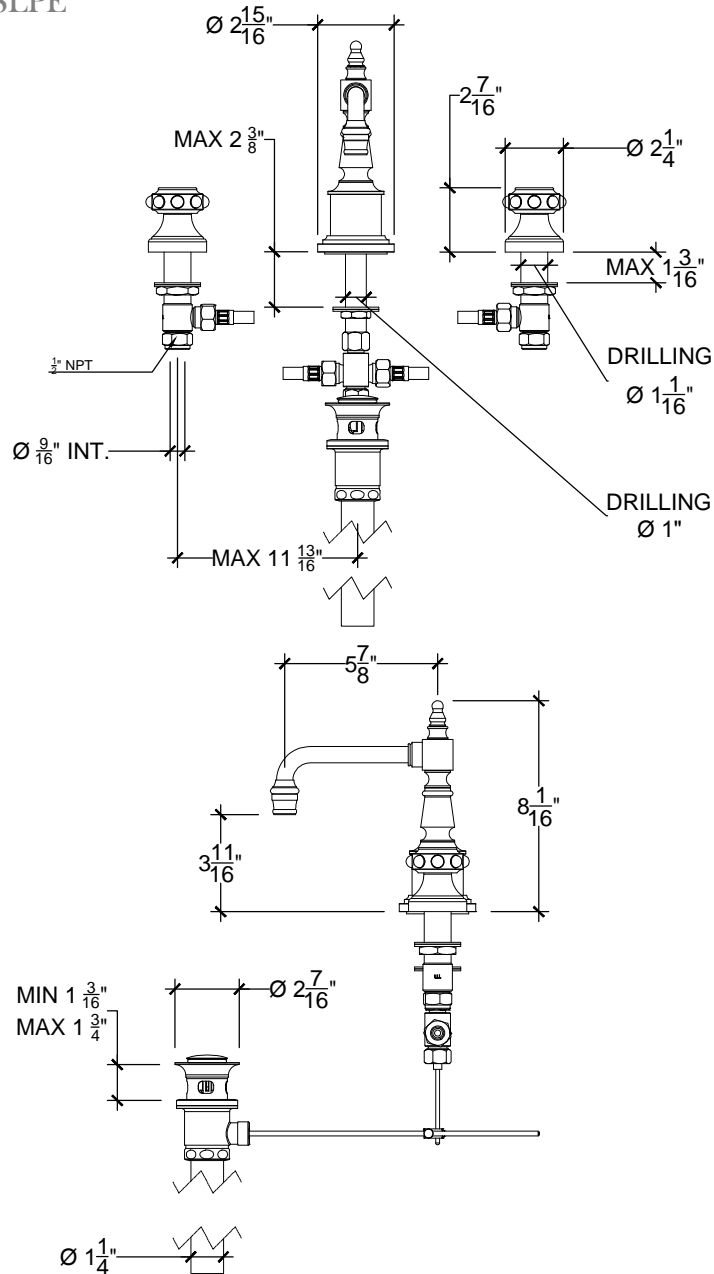 SLPE
Ø 2 15/16"
2 7/16"
MAX 2 3/8"
Ø 2 1/4"
MAX 1 3/16"
1/2" NPT
DRILLING
Ø 1 1/16"
Ø 9/16" INT.
DRILLING
Ø 1"
MAX 11 13/16"
5 7/8"
8 1/16"
3 11/16"
MIN 1 3/16"
MAX 1 3/4"
Ø 2 7/16"
Ø 1 1/4"